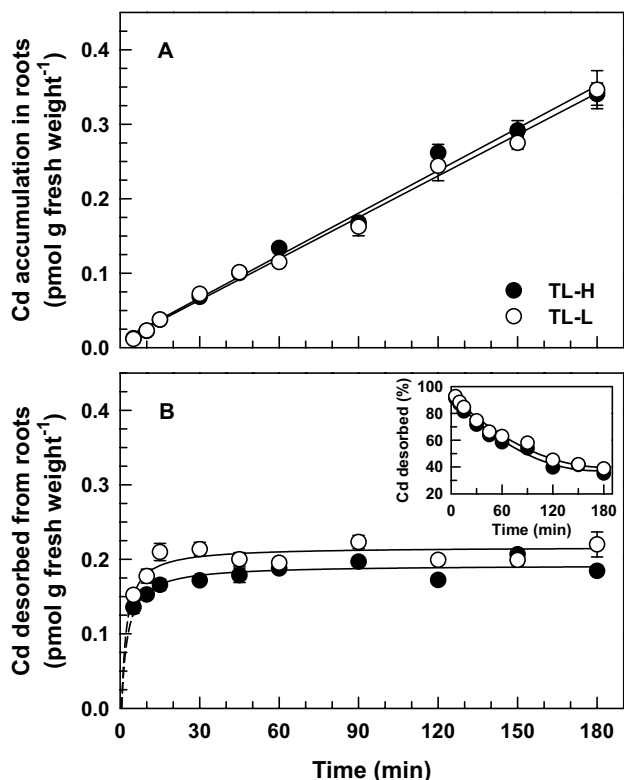 A
0.4
0.3
0.2
0.1
0.0
Cd accumulation in roots
(pmol g fresh weight-1)
TL-H
TL-L
B
0.4
0.3
0.2
0.1
0.0
Cd desorbed from roots
(pmol g fresh weight-1)
100
80
60
40
20
Cd desorbed (%)
0 60 120 180
Time (min)
0 30 60 90 120 150 180
Time (min)